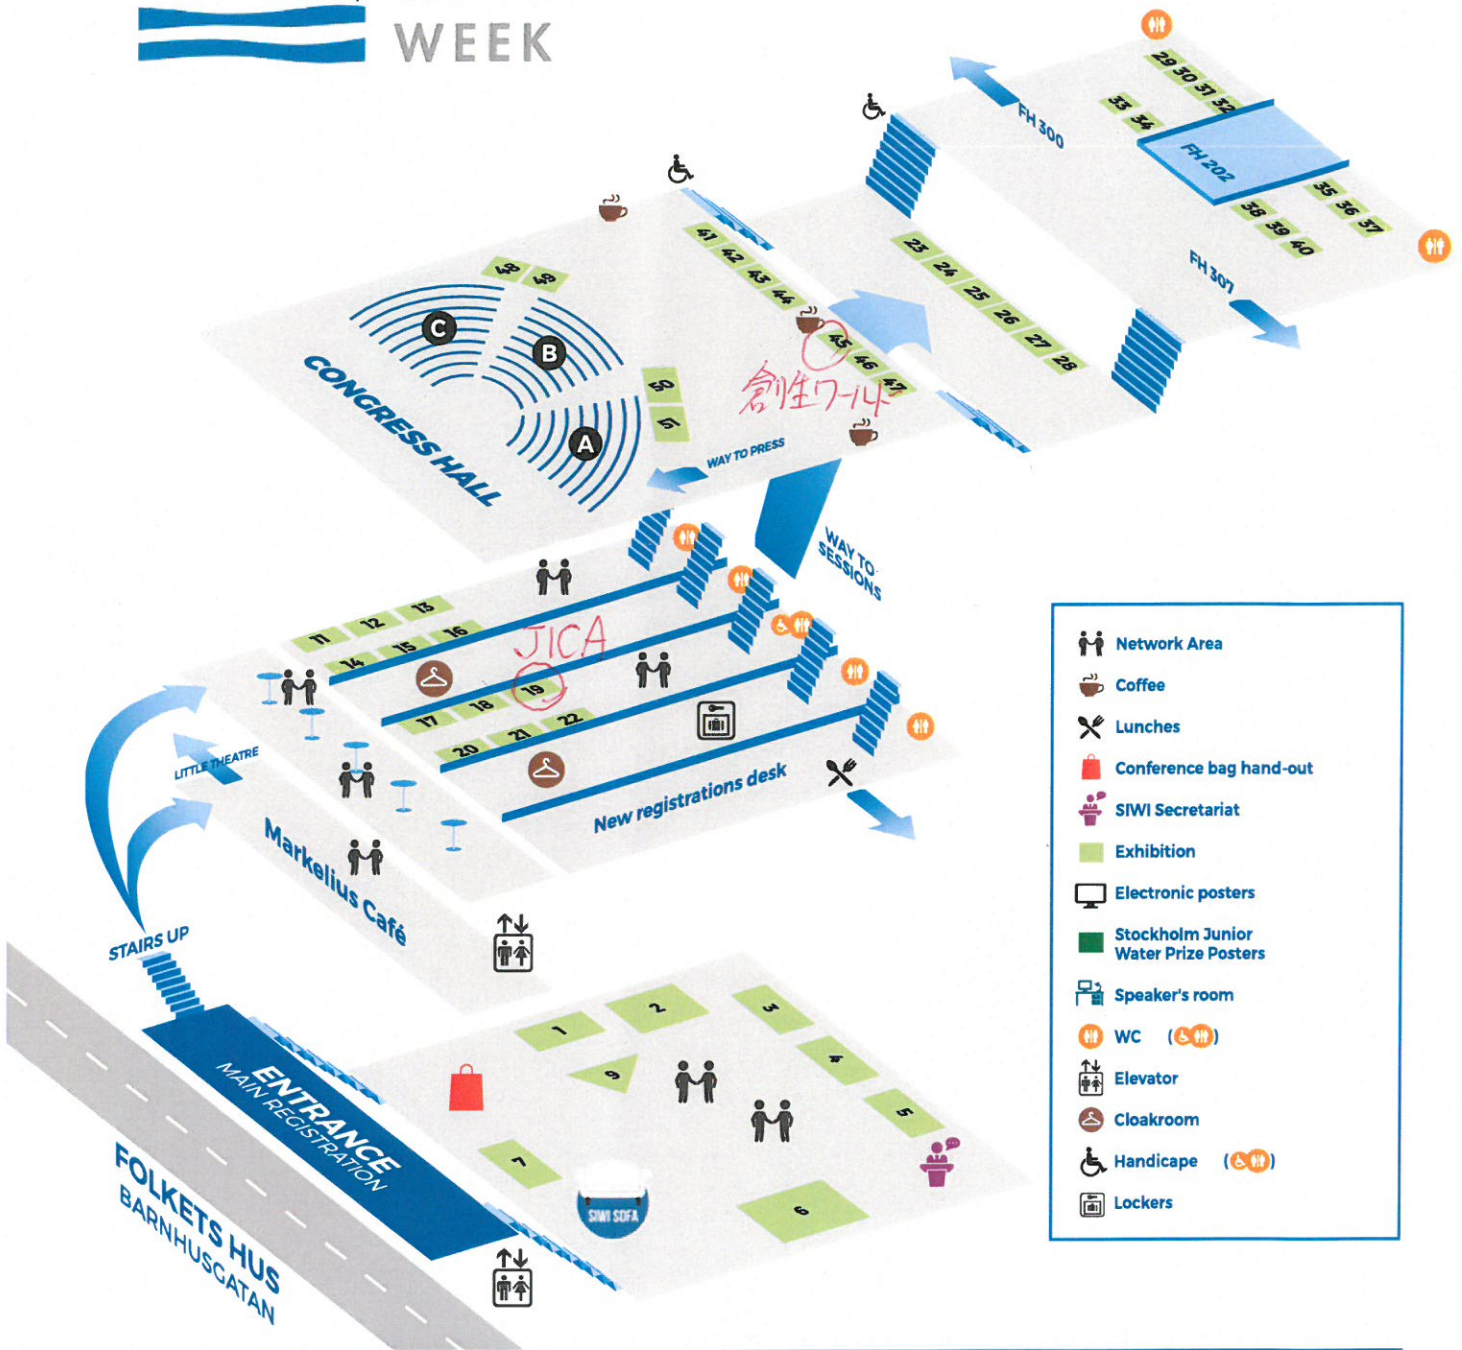 WEEK
29
30
31
32
33
34
FH 300
FH 202
35
36
37
38
39
40
FH 307
23
24
25
26
27
28
41
42
43
44
45
46
47
創生ワールド
48
49
C
B
A
50
51
CONGRESS HALL
WAY TO PRESS
WAY TO
SESSIONS
11
12
13
14
15
16
JICA
17
18
19
20
21
22
New registrations desk
LITTLE THEATRE
Markelius Café
STAIRS UP
ENTRANCE
MAIN REGISTRATION
FOLKETS HUS
BARNHUSGATAN
1
2
3
4
5
6
7
9
SIWI SOFA
Network Area
Coffee
Lunches
Conference bag hand-out
SIWI Secretariat
Exhibition
Electronic posters
Stockholm Junior
Water Prize Posters
Speaker's room
WC ( )
Elevator
Cloakroom
Handicape ( )
Lockers